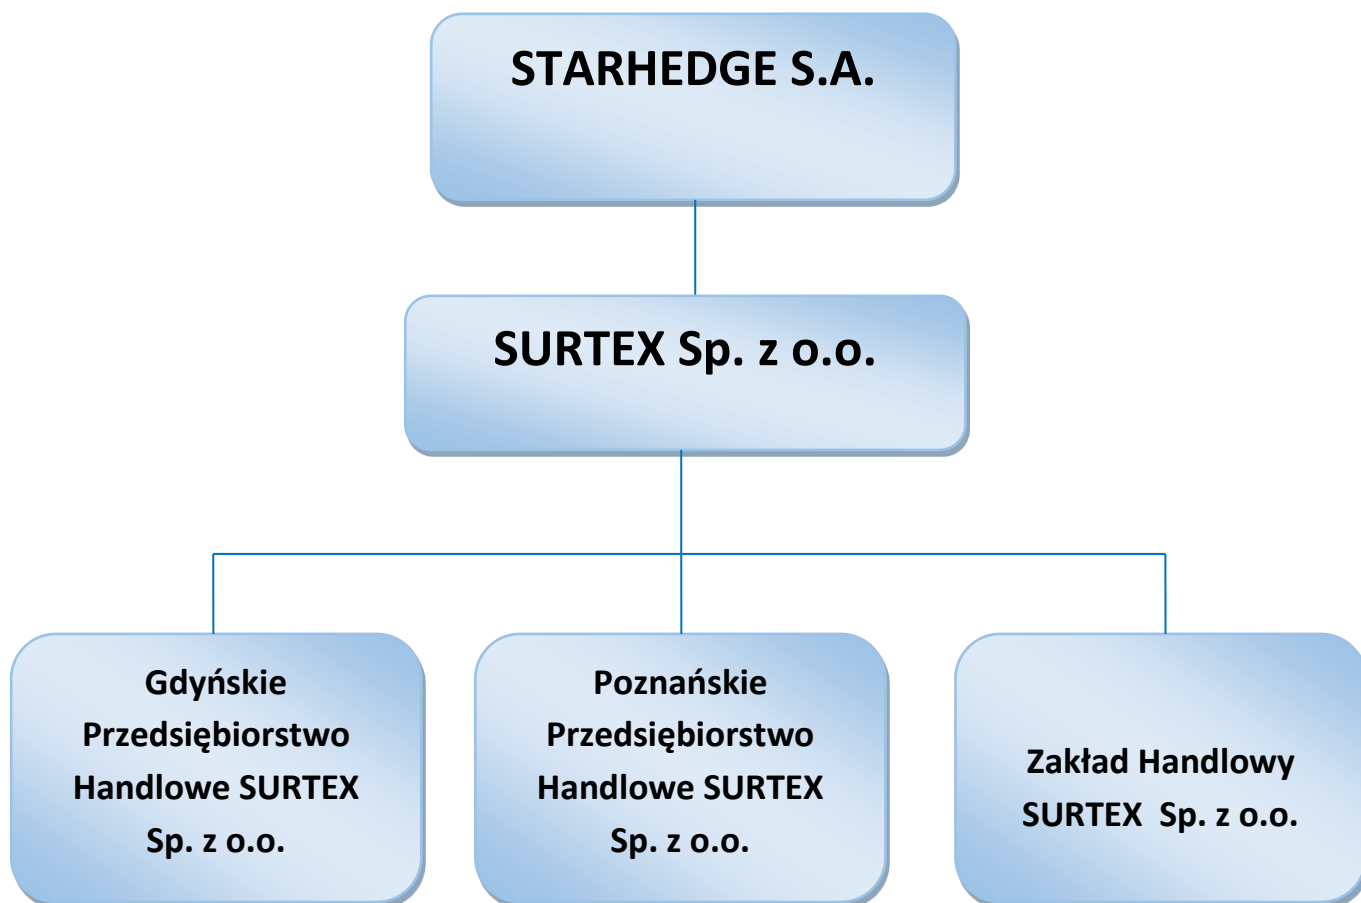 STARHEDGE S.A.
SURTEX Sp. z o.o.
Gdyńskie
Przedsiębiorstwo
Handlowe SURTEX
Sp. z o.o.
Poznańskie
Przedsiębiorstwo
Handlowe SURTEX
Sp. z o.o.
Zakład Handlowy
SURTEX  Sp. z o.o.